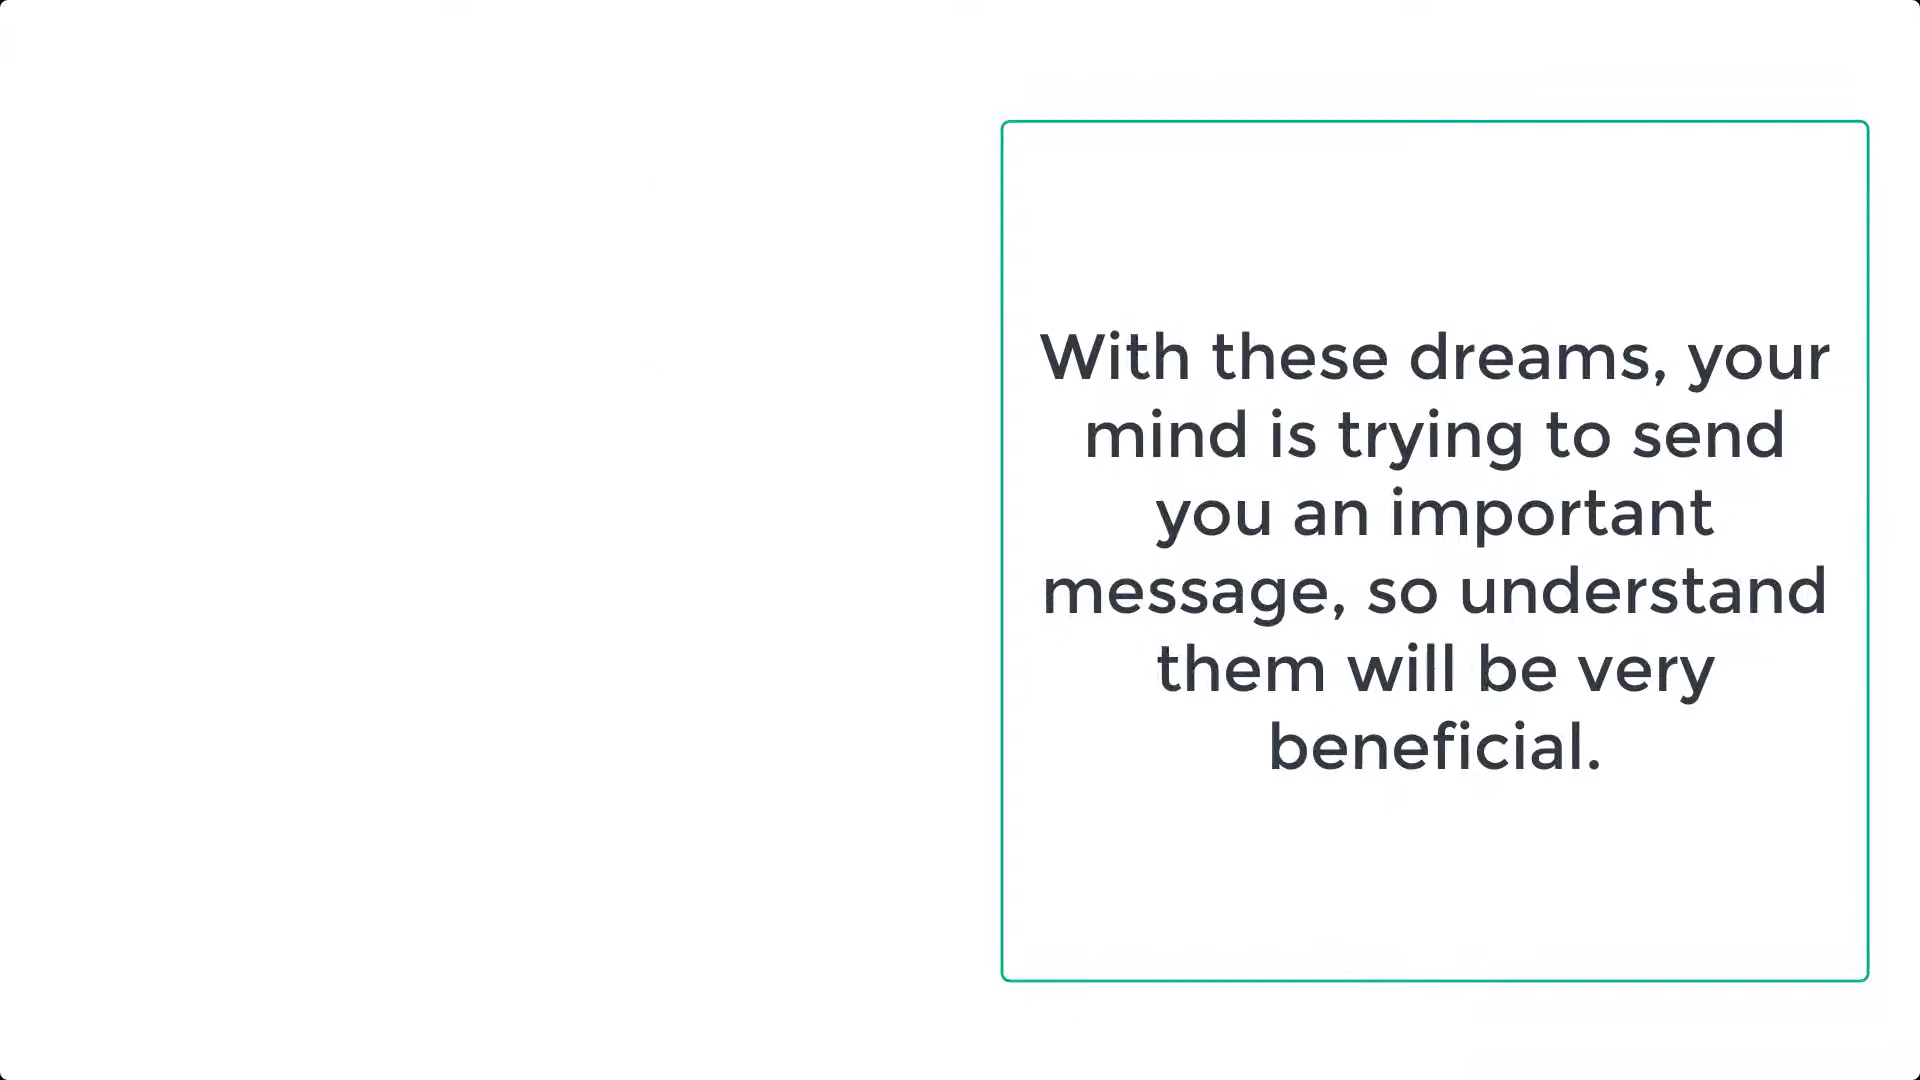 With these dreams, your
mind is trying to send
you an important
message, so understand
them will be very
beneficial.